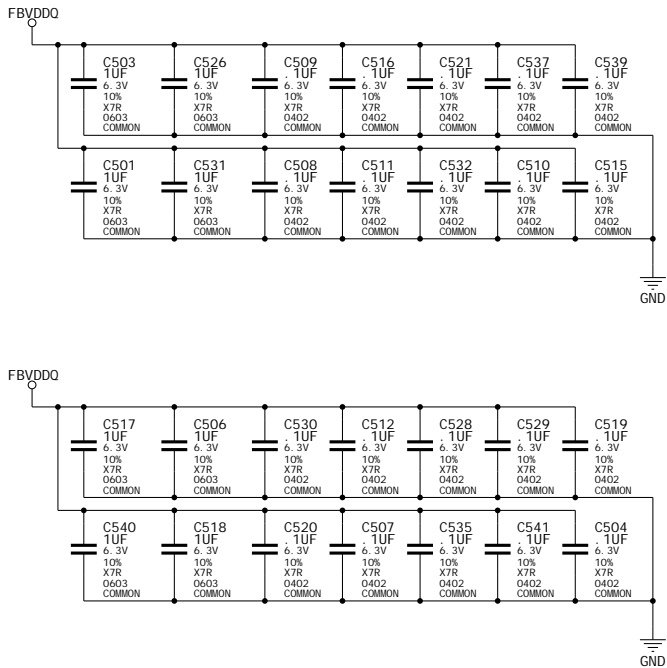 FBVDDQ
C503 C526 C509 C516 C521 C537 C539
1UF 1UF .1UF .1UF .1UF .1UF .1UF
6.3V 6.3V 6.3V 6.3V 6.3V 6.3V 6.3V
10% 10% 10% 10% 10% 10% 10%
X7R X7R X7R X7R X7R X7R X7R
0603 0603 0402 0402 0402 0402 0402
COMMON COMMON COMMON COMMON COMMON COMMON COMMON
C501 C531 C508 C511 C532 C510 C515
1UF 1UF .1UF .1UF .1UF .1UF .1UF
6.3V 6.3V 6.3V 6.3V 6.3V 6.3V 6.3V
10% 10% 10% 10% 10% 10% 10%
X7R X7R X7R X7R X7R X7R X7R
0603 0603 0402 0402 0402 0402 0402
COMMON COMMON COMMON COMMON COMMON COMMON COMMON
GND
FBVDDQ
C517 C506 C530 C512 C528 C529 C519
1UF 1UF .1UF .1UF .1UF .1UF .1UF
6.3V 6.3V 6.3V 6.3V 6.3V 6.3V 6.3V
10% 10% 10% 10% 10% 10% 10%
X7R X7R X7R X7R X7R X7R X7R
0603 0603 0402 0402 0402 0402 0402
COMMON COMMON COMMON COMMON COMMON COMMON COMMON
C540 C518 C520 C507 C535 C541 C504
1UF 1UF .1UF .1UF .1UF .1UF .1UF
6.3V 6.3V 6.3V 6.3V 6.3V 6.3V 6.3V
10% 10% 10% 10% 10% 10% 10%
X7R X7R X7R X7R X7R X7R X7R
0603 0603 0402 0402 0402 0402 0402
COMMON COMMON COMMON COMMON COMMON COMMON COMMON
GND